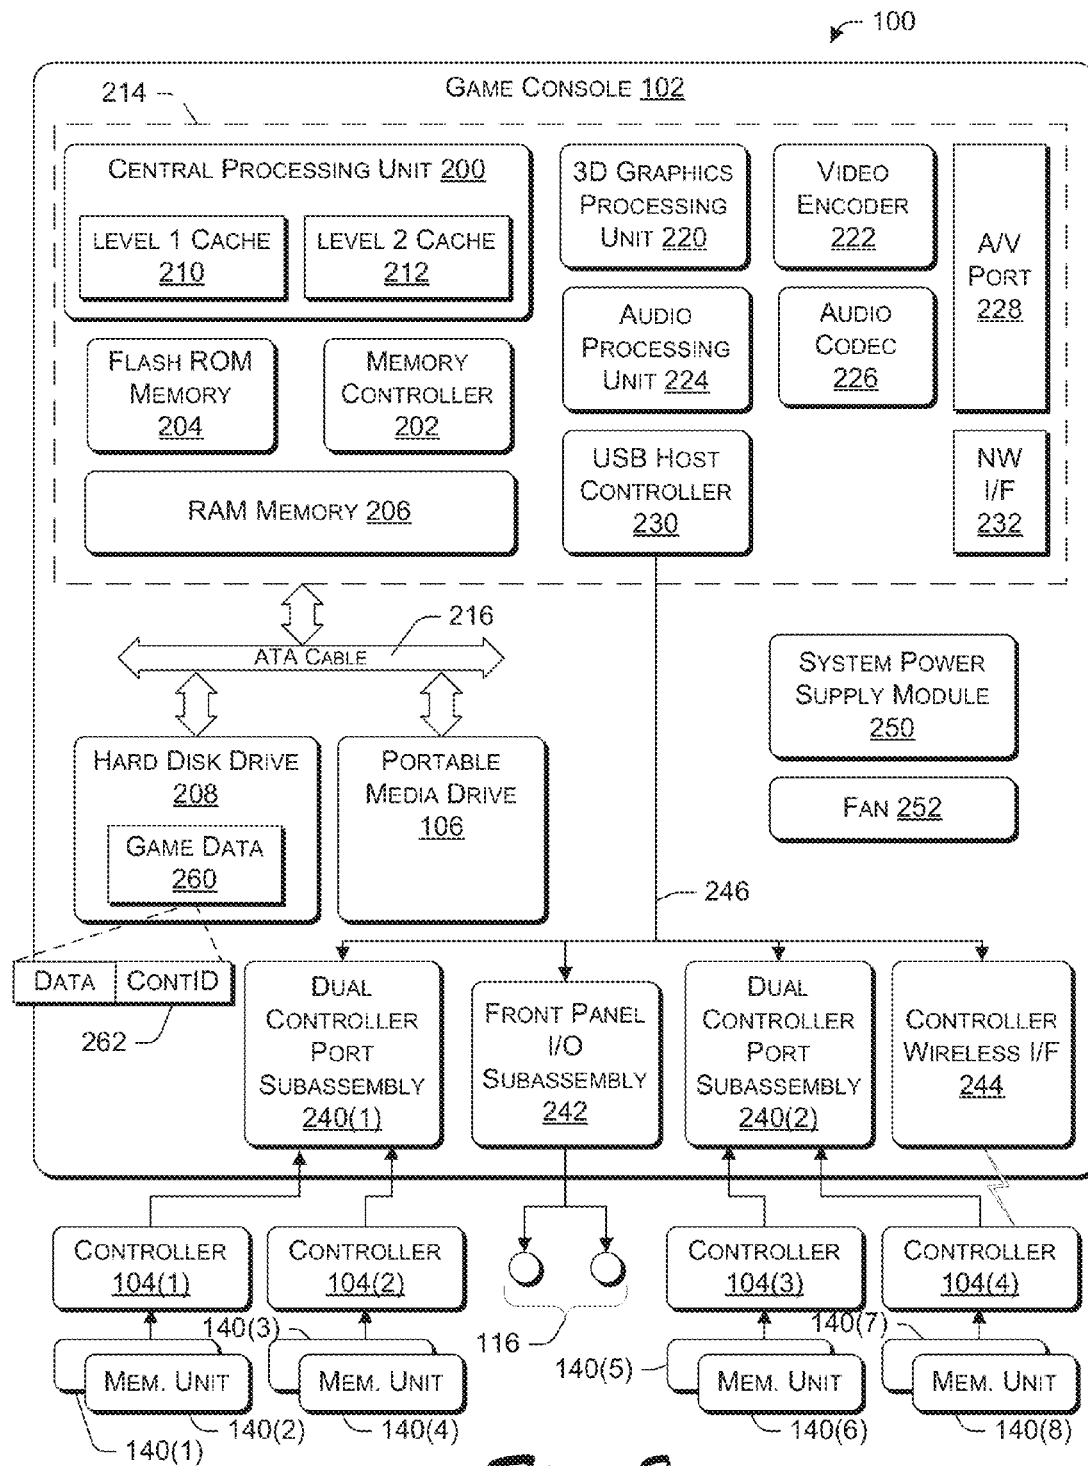 100
GAME CONSOLE 102
214
CENTRAL PROCESSING UNIT 200
LEVEL 1 CACHE
210
LEVEL 2 CACHE
212
3D GRAPHICS
PROCESSING
UNIT 220
VIDEO
ENCODER
222
A/V
PORT
228
FLASH ROM
MEMORY
204
MEMORY
CONTROLLER
202
AUDIO
PROCESSING
UNIT 224
AUDIO
CODEC
226
RAM MEMORY 206
USB HOST
CONTROLLER
230
NW
I/F
232
216
ATA CABLE
SYSTEM POWER
SUPPLY MODULE
250
HARD DISK DRIVE
208
GAME DATA
260
PORTABLE
MEDIA DRIVE
106
FAN 252
246
DATA
CONTID
262
DUAL
CONTROLLER
PORT
SUBASSEMBLY
240(1)
FRONT PANEL
I/O
SUBASSEMBLY
242
DUAL
CONTROLLER
PORT
SUBASSEMBLY
240(2)
CONTROLLER
WIRELESS I/F
244
CONTROLLER
104(1)
CONTROLLER
104(2)
CONTROLLER
104(3)
CONTROLLER
104(4)
140(3)
116
140(5)
140(7)
MEM. UNIT
MEM. UNIT
MEM. UNIT
MEM. UNIT
140(1)
140(2)
140(4)
140(6)
140(8)